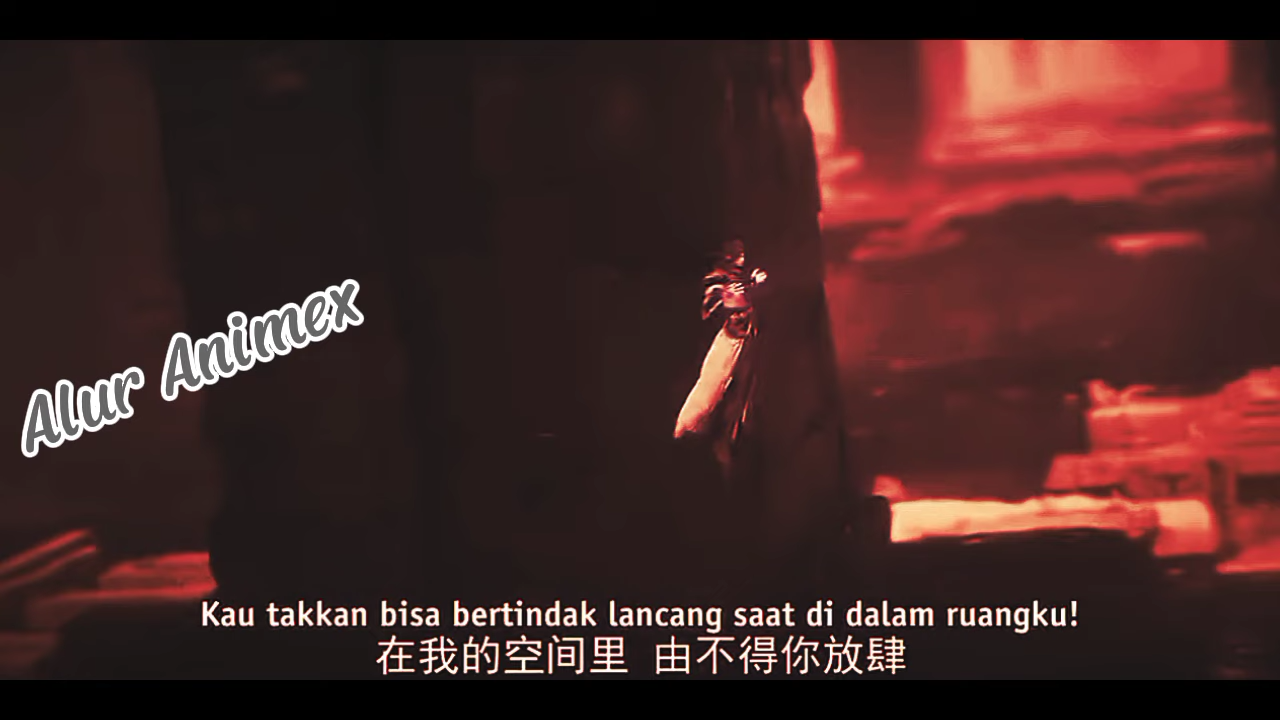 Alur Animex
Kau takkan bisa bertindak lancang saat di dalam ruangku!
在我的空间里 由不得你放肆